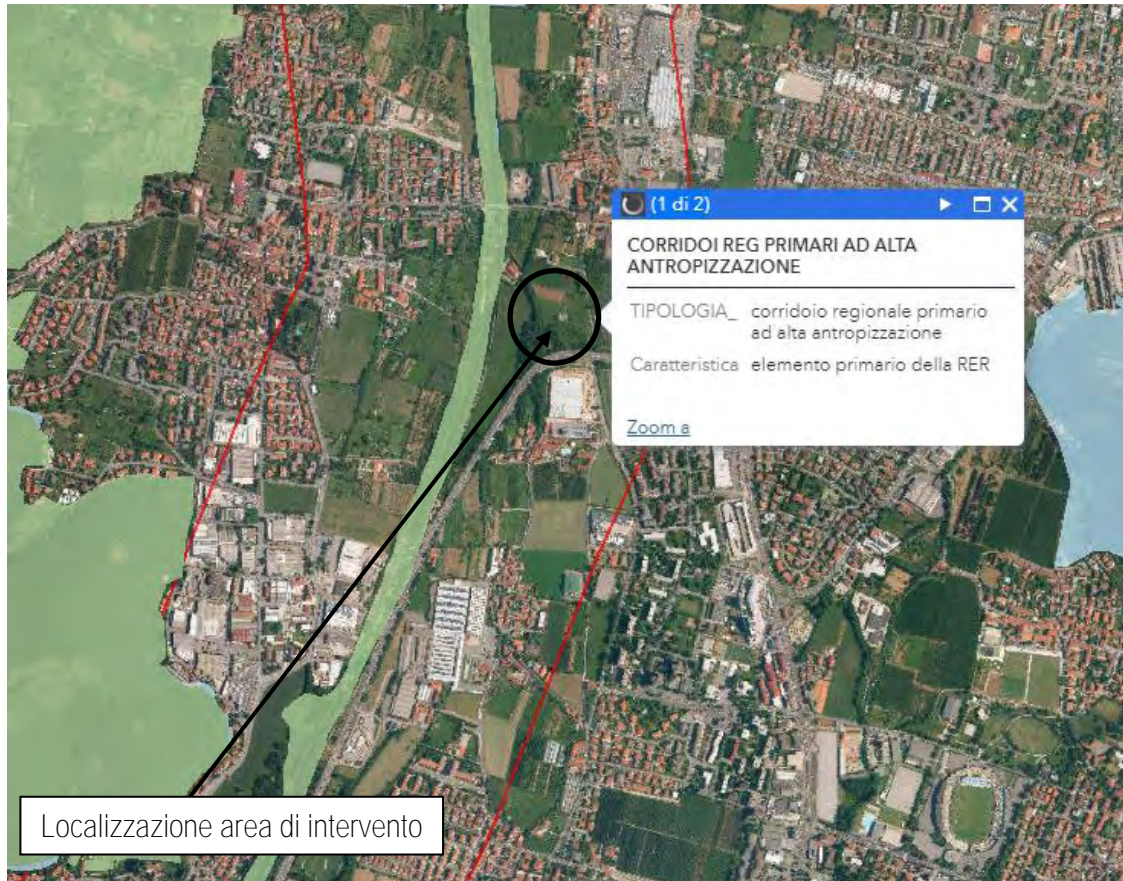 (1 di 2)
CORRIDOI REG PRIMARI AD ALTA
ANTROPIZZAZIONE
TIPOLOGIA_ corridoio regionale primario
ad alta antropizzazione
Caratteristica elemento primario della RER
Zoom a
Localizzazione area di intervento